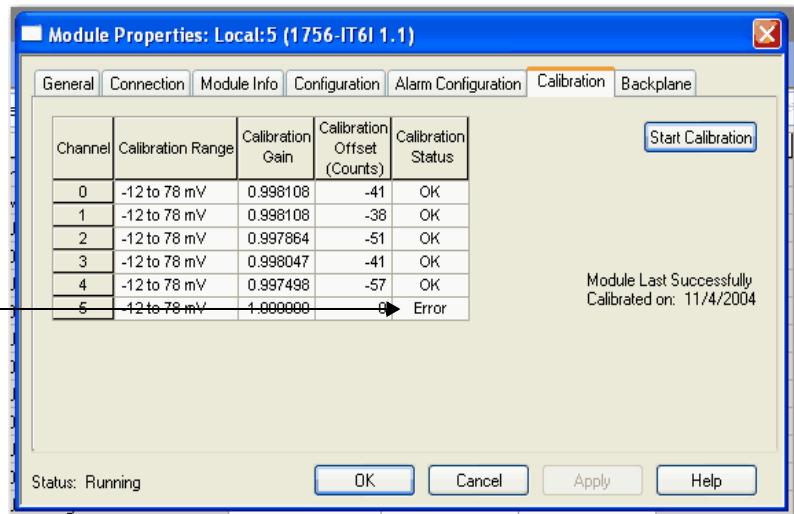 Module Properties: Local:5 (1756-IT6I 1.1)
General Connection Module Info Configuration Alarm Configuration Calibration Backplane
Channel Calibration Range Calibration Gain Calibration Offset (Counts) Calibration Status
0 -12 to 78 mV 0.998108 -41 OK
1 -12 to 78 mV 0.998108 -38 OK
2 -12 to 78 mV 0.997864 -51 OK
3 -12 to 78 mV 0.998047 -41 OK
4 -12 to 78 mV 0.997498 -57 OK
5 -12 to 78 mV 1.000000 0 Error
Start Calibration
Module Last Successfully
Calibrated on: 11/4/2004
Status: Running
OK Cancel Apply Help